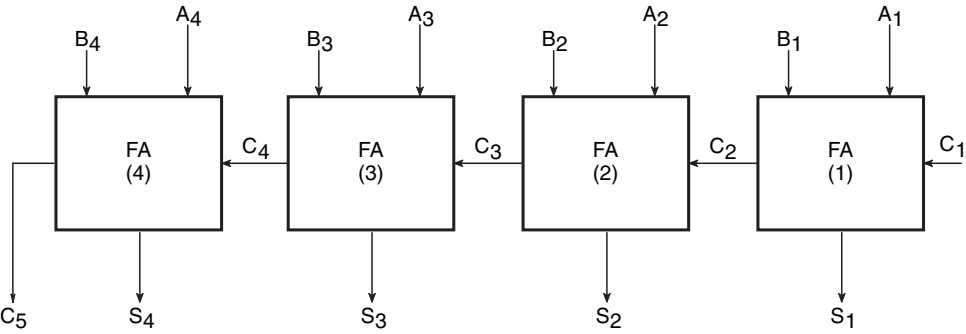 A₄ A₃ A₂ A₁
B₄ B₃ B₂ B₁
C₄ C₃ C₂ C₁
FA FA FA FA
(4) (3) (2) (1)
C₅ S₄ S₃ S₂ S₁